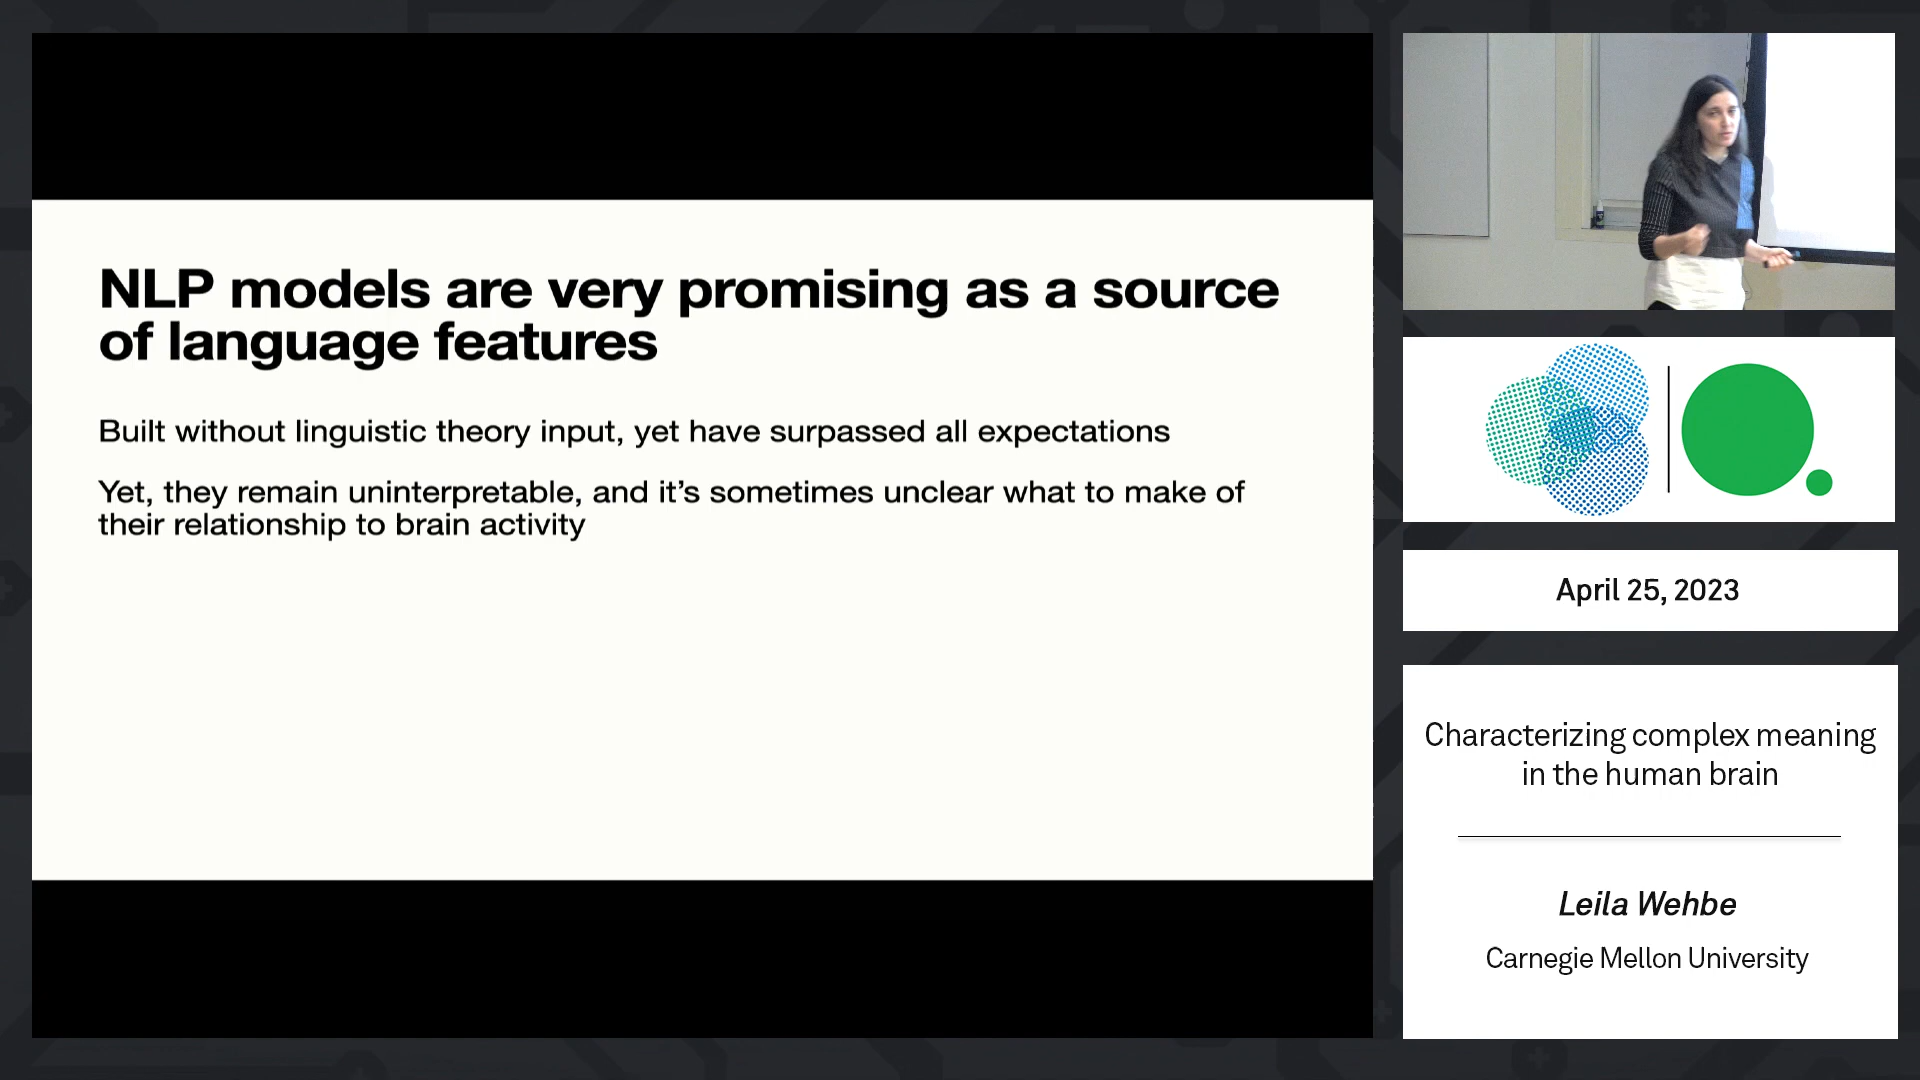 NLP models are very promising as a source
of language features
Built without linguistic theory input, yet have surpassed all expectations
Yet, they remain uninterpretable, and it's sometimes unclear what to make of
their relationship to brain activity
April 25, 2023
Characterizing complex meaning
in the human brain
Leila Wehbe
Carnegie Mellon University